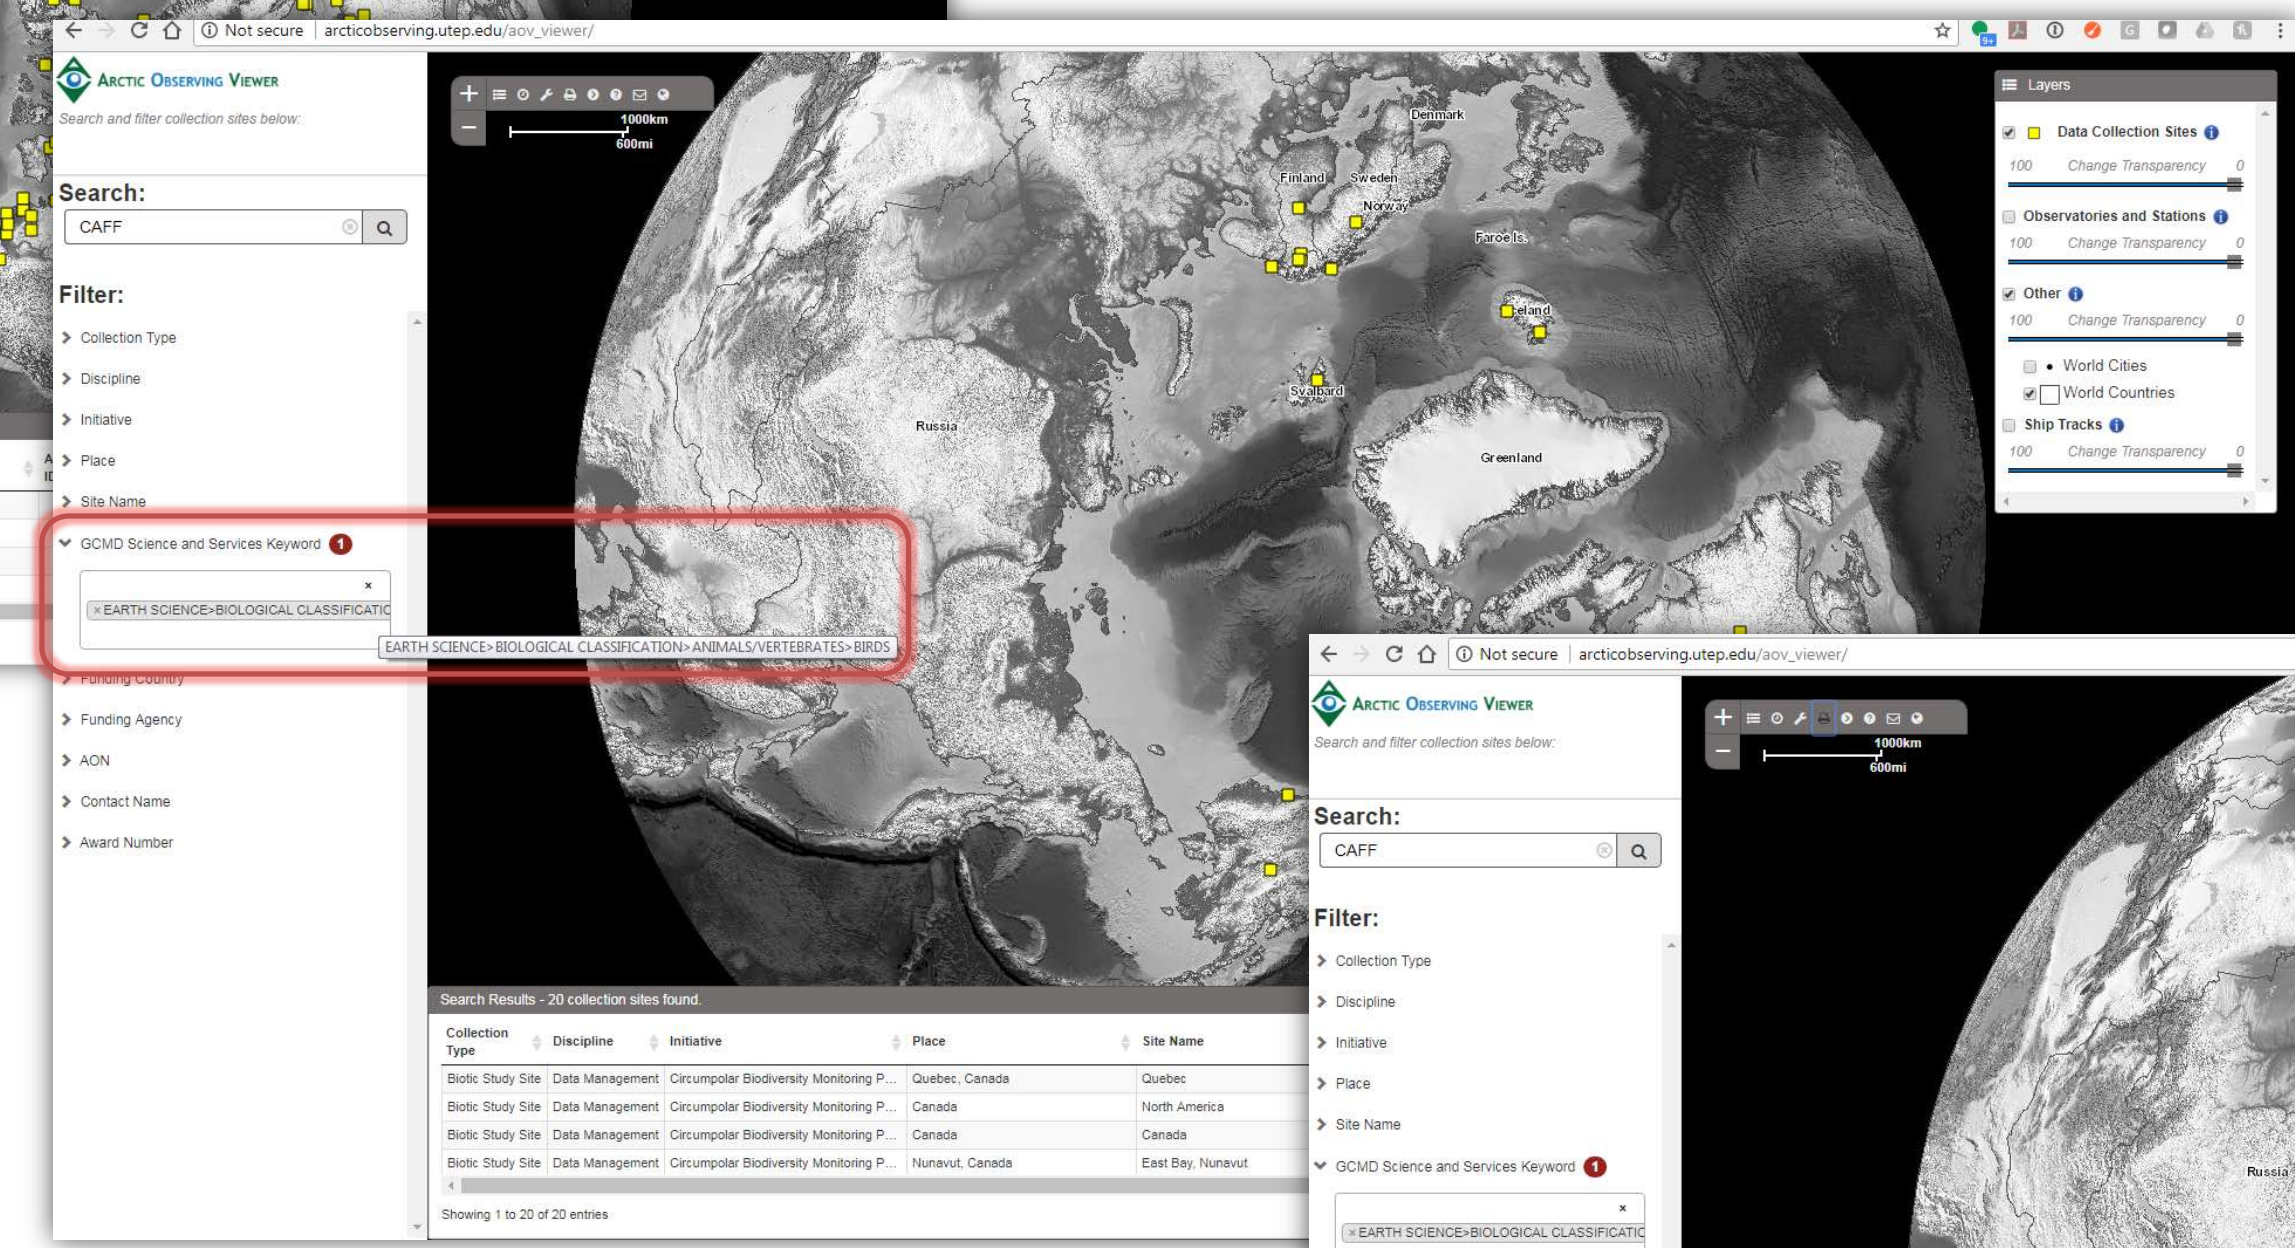 Not secure | arcticobserving.utep.edu/aov_viewer/
9+
ARCTIC OBSERVING VIEWER
Search and filter collection sites below:
Search:
CAFF
Filter:
Collection Type
Discipline
Initiative
Place
Site Name
GCMD Science and Services Keyword 1
×
× EARTH SCIENCE>BIOLOGICAL CLASSIFICATIC
EARTH SCIENCE>BIOLOGICAL CLASSIFICATION>ANIMALS/VERTEBRATES>BIRDS
Funding Country
Funding Agency
AON
Contact Name
Award Number
1000km
600mi
Denmark
Finland
Sweden
Norway
Faroe Is.
Iceland
Svalbard
Russia
Greenland
Layers
Data Collection Sites
100 Change Transparency 0
Observatories and Stations
100 Change Transparency 0
Other
100 Change Transparency 0
World Cities
World Countries
Ship Tracks
100 Change Transparency 0
Search Results - 20 collection sites found.
Collection Type Discipline Initiative Place Site Name
Biotic Study Site Data Management Circumpolar Biodiversity Monitoring P... Quebec, Canada Quebec
Biotic Study Site Data Management Circumpolar Biodiversity Monitoring P... Canada North America
Biotic Study Site Data Management Circumpolar Biodiversity Monitoring P... Canada Canada
Biotic Study Site Data Management Circumpolar Biodiversity Monitoring P... Nunavut, Canada East Bay, Nunavut
Showing 1 to 20 of 20 entries
Not secure | arcticobserving.utep.edu/aov_viewer/
ARCTIC OBSERVING VIEWER
Search and filter collection sites below:
Search:
CAFF
Filter:
Collection Type
Discipline
Initiative
Place
Site Name
GCMD Science and Services Keyword 1
×
× EARTH SCIENCE>BIOLOGICAL CLASSIFICATIC
1000km
600mi
Russia